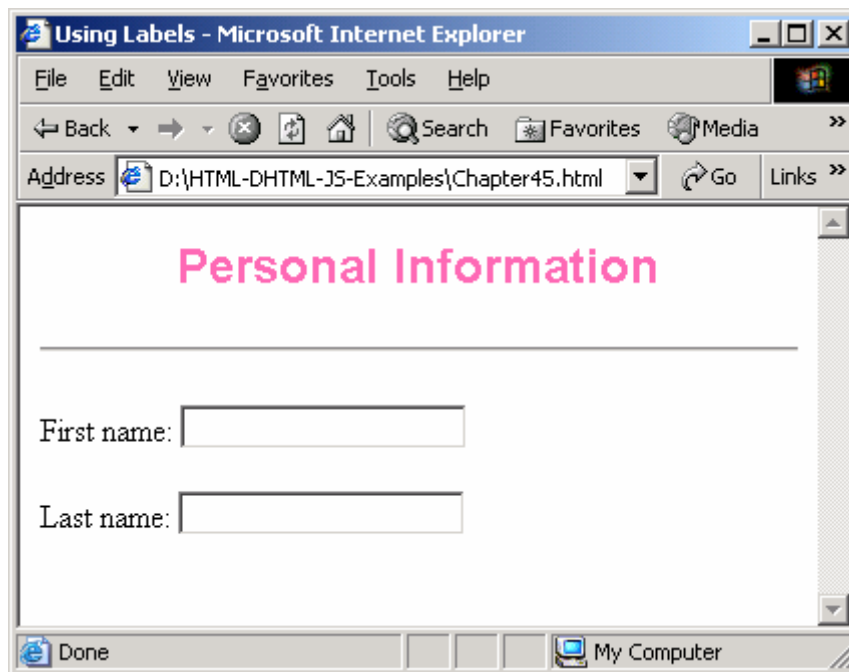 Using Labels - Microsoft Internet Explorer
File Edit View Favorites Tools Help
Back Search Favorites Media »
Address D:\HTML-DHTML-JS-Examples\Chapter45.html Go Links »
Personal Information
First name:
Last name:
Done My Computer